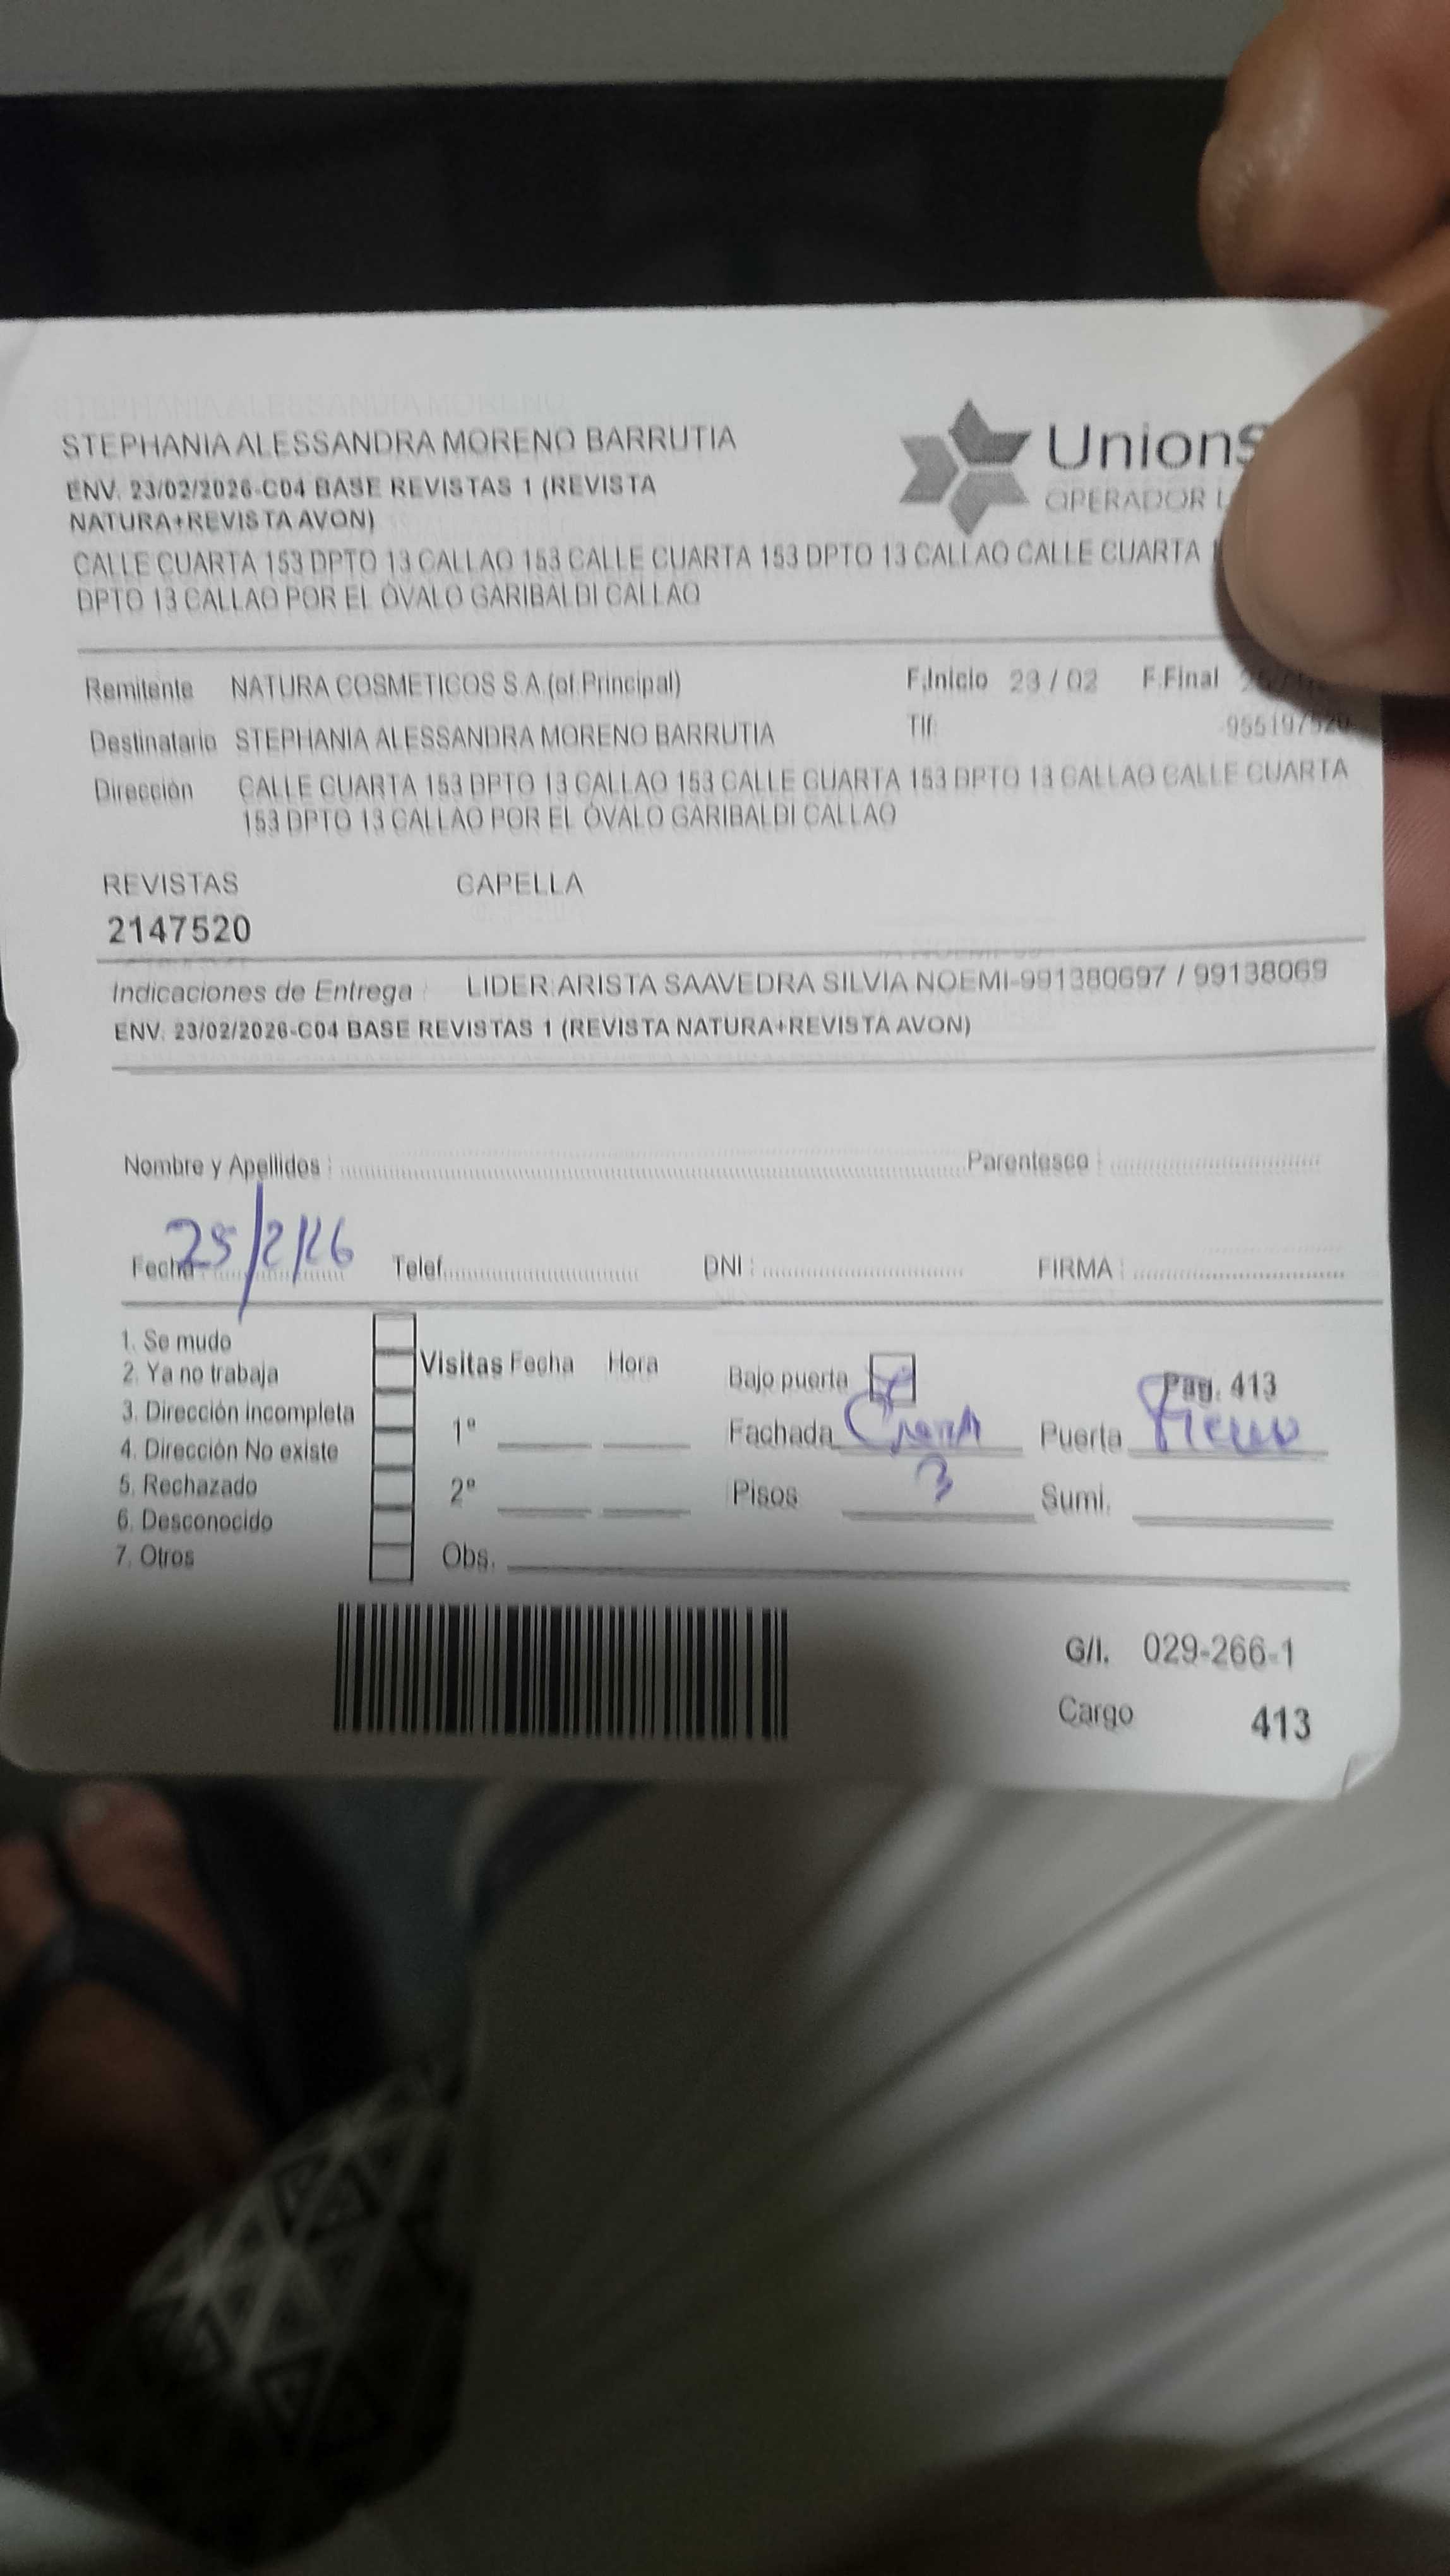 STEPHANIA ALESSANDRA MORENO BARRUTIA
ENV. 23/02/2026-C04 BASE REVISTAS 1 (REVISTA
NATURA+REVISTA AVON)
CALLE CUARTA 153 DPTO 13 CALLAO 153 CALLE CUARTA 153 DPTO 13 CALLAO CALLE CUARTA
DPTO 13 CALLAO POR EL ÓVALO GARIBALDI CALLAO
Union
OPERADOR
Remitente NATURA COSMETICOS S.A.(of.Principal) F.Inicio 23 / 02 F.Final
Destinatario STEPHANIA ALESSANDRA MORENO BARRUTIA Tlf:
Dirección CALLE CUARTA 153 DPTO 13 CALLAO 153 CALLE CUARTA 153 DPTO 13 CALLAO CALLE CUARTA
153 DPTO 13 CALLAO POR EL ÓVALO GARIBALDI CALLAO
REVISTAS CAPELLA
2147520
Indicaciones de Entrega : LIDER:ARISTA SAAVEDRA SILVIA NOEMI-991380697 / 99138069
ENV. 23/02/2026-C04 BASE REVISTAS 1 (REVISTA NATURA+REVISTA AVON)
Nombre y Apellidos : Parentesco :
Fecha : 25/2/26 Telef. DNI : FIRMA :
1. Se mudo
2. Ya no trabaja
3. Dirección incompleta
4. Dirección No existe
5. Rechazado
6. Desconocido
7. Otros
Visitas Fecha Hora
1º
2º
Obs.
Bajo puerta Pag. 413
Fachada Puerta
Pisos 3 Sumi.
G/I. 029-266-1
Cargo 413